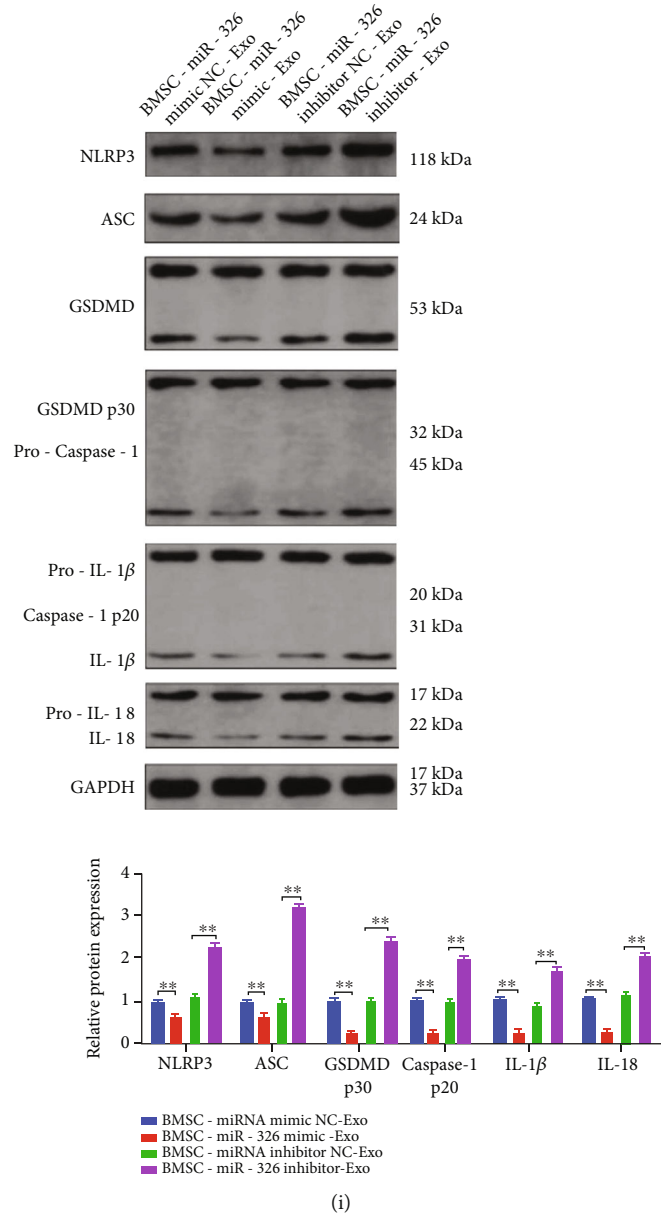 BMSC - miR - 326
mimic NC - Exo
BMSC - miR - 326
mimic - Exo
BMSC - miR - 326
inhibitor NC - Exo
BMSC - miR - 326
inhibitor - Exo
NLRP3
118 kDa
ASC
24 kDa
GSDMD
53 kDa
GSDMD p30
32 kDa
Pro - Caspase - 1
45 kDa
Pro - IL- 1β
20 kDa
Caspase - 1 p20
31 kDa
IL- 1β
17 kDa
Pro - IL- 18
22 kDa
IL- 18
17 kDa
GAPDH
37 kDa
Relative protein expression
4
3
2
1
0
** ** ** ** ** ** ** ** ** ** ** **
NLRP3 ASC GSDMD p30 Caspase-1 p20 IL-1β IL-18
BMSC - miRNA mimic NC-Exo
BMSC - miR - 326 mimic -Exo
BMSC - miRNA inhibitor NC-Exo
BMSC - miR - 326 inhibitor-Exo
(i)